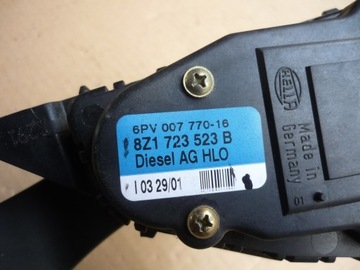 6PV 007 770-16
8Z1 723 523 B
Diesel AG HLO
I 03 29/01
HELLA
Made in
Germany